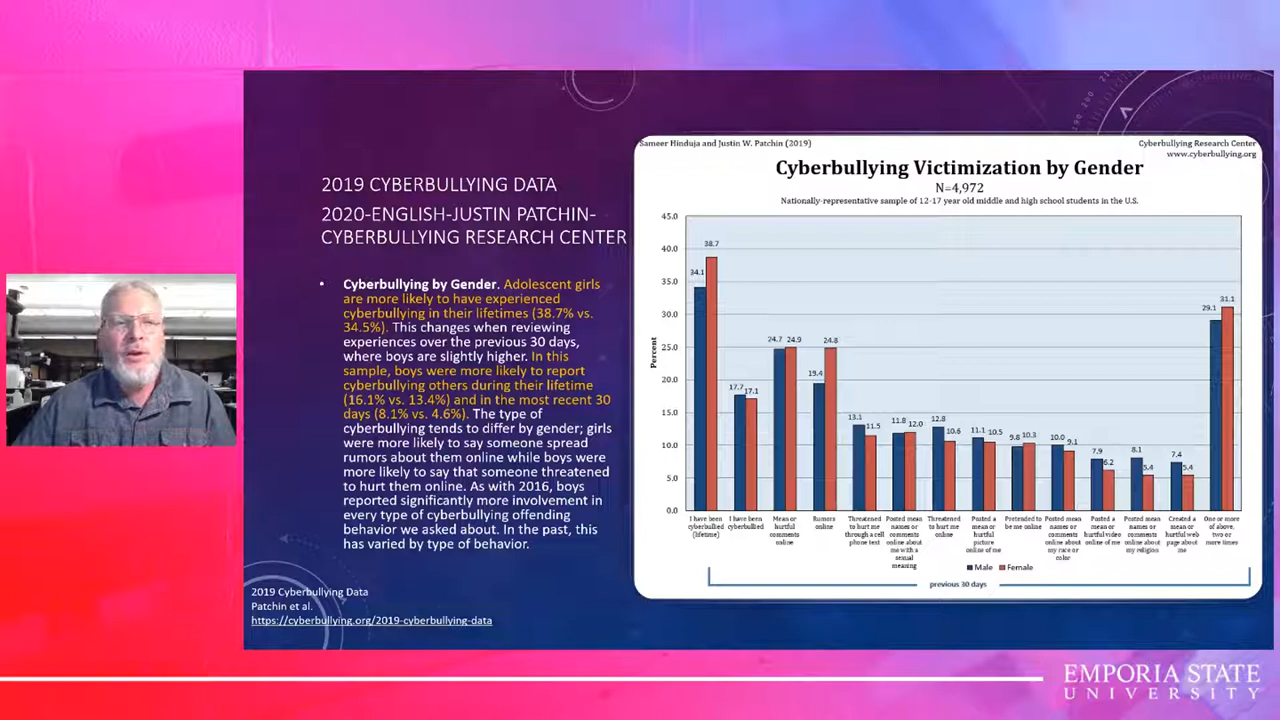 2019 CYBERBULLYING DATA
2020-ENGLISH-JUSTIN PATCHIN-
CYBERBULLYING RESEARCH CENTER
• Cyberbullying by Gender. Adolescent girls
are more likely to have experienced
cyberbullying in their lifetimes (38.7% vs.
34.5%). This changes when reviewing
experiences over the previous 30 days,
where boys are slightly higher. In this
sample, boys were more likely to report
cyberbullying others during their lifetime
(16.1% vs. 13.4%) and in the most recent 30
days (8.1% vs. 4.6%). The type of
cyberbullying tends to differ by gender; girls
were more likely to say someone spread
rumors about them online while boys were
more likely to say that someone threatened
to hurt them online. As with 2016, boys
reported significantly more involvement in
every type of cyberbullying offending
behavior we asked about. In the past, this
has varied by type of behavior.
2019 Cyberbullying Data
Patchin et al.
https://cyberbullying.org/2019-cyberbullying-data
Sameer Hinduja and Justin W. Patchin (2019)
Cyberbullying Research Center
www.cyberbullying.org
Cyberbullying Victimization by Gender
N=4,972
Nationally-representative sample of 12-17 year old middle and high school students in the U.S.
Percent
45.0
40.0
35.0
30.0
25.0
20.0
15.0
10.0
5.0
0.0
34.1 38.7
17.7 17.1
24.7 24.9
19.4 24.8
13.1 11.5
11.8 12.0
12.8 10.6
11.1 10.5
9.8 10.3
10.0 9.1
7.9 6.2
8.1 5.4
7.4 5.4
29.1 31.1
I have been
cyberbullied
(lifetime)
I have been
cyberbullied
Mean or
hurtful
comments
online
Rumors
online
Threatened
to hurt me
through a cell
phone text
Posted mean
names or
comments
online about
me with a
sexual
meaning
Threatened
to hurt me
online
Posted a
mean or
hurtful
picture
online of me
Pretended to
be me online
Posted mean
names or
comments
online about
my race or
color
Posted a
mean or
hurtful video
online of me
Posted mean
names or
comments
online about
my religion
Created a
mean or
hurtful web
page about
me
One or more
of above,
two or
more times
Male Female
previous 30 days
EMPORIA STATE
UNIVERSITY